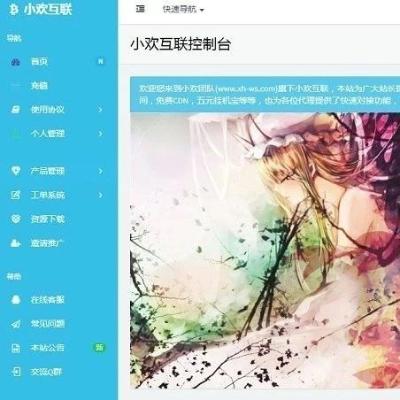 小欢互联
快速导航
导航
首页 N
充值
使用协议
个人管理
产品管理
工单系统
资源下载
邀请推广
帮助
在线客服
常见问题
本站公告 新
交流Q群
小欢互联控制台
欢迎您来到小欢团队(www.xh-ws.com)旗下小欢互联，本站为广大站长提
间，免费CDN，五元挂机宝等等，也为各位代理提供了快速对接功能，